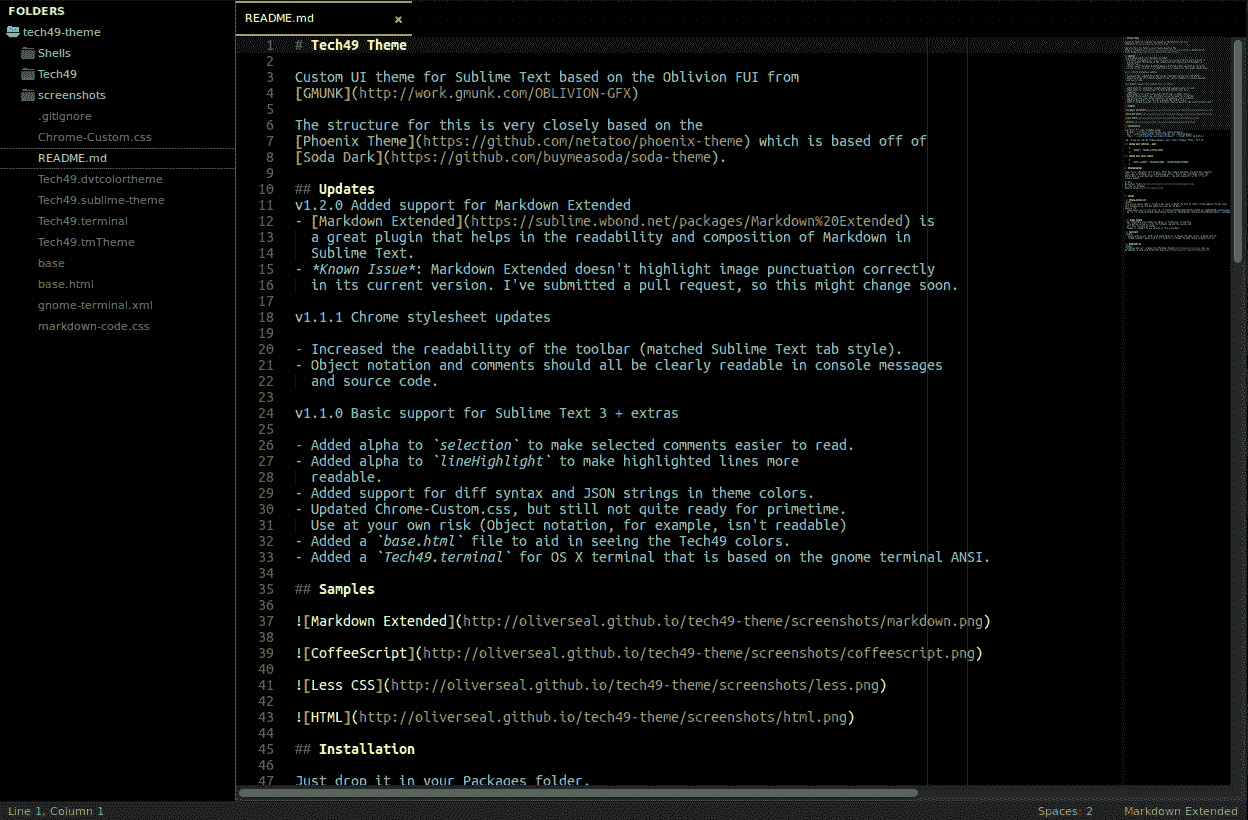 FOLDERS
tech49-theme
Shells
Tech49
screenshots
.gitignore
Chrome-Custom.css
README.md
Tech49.dvtcolortheme
Tech49.sublime-theme
Tech49.terminal
Tech49.tmTheme
base
base.html
gnome-terminal.xml
markdown-code.css
README.md ×
1 # Tech49 Theme
2
3 Custom UI theme for Sublime Text based on the Oblivion FUI from
4 [GMUNK](http://work.gmunk.com/OBLIVION-GFX)
5
6 The structure for this is very closely based on the
7 [Phoenix Theme](https://github.com/netatoo/phoenix-theme) which is based off of
8 [Soda Dark](https://github.com/buymeasoda/soda-theme).
9
10 ## Updates
11 v1.2.0 Added support for Markdown Extended
12 - [Markdown Extended](https://sublime.wbond.net/packages/Markdown%20Extended) is
13 a great plugin that helps in the readability and composition of Markdown in
14 Sublime Text.
15 - *Known Issue*: Markdown Extended doesn't highlight image punctuation correctly
16 in its current version. I've submitted a pull request, so this might change soon.
17
18 v1.1.1 Chrome stylesheet updates
19
20 - Increased the readability of the toolbar (matched Sublime Text tab style).
21 - Object notation and comments should all be clearly readable in console messages
22 and source code.
23
24 v1.1.0 Basic support for Sublime Text 3 + extras
25
26 - Added alpha to `selection` to make selected comments easier to read.
27 - Added alpha to `lineHighlight` to make highlighted lines more
28 readable.
29 - Added support for diff syntax and JSON strings in theme colors.
30 - Updated Chrome-Custom.css, but still not quite ready for primetime.
31 Use at your own risk (Object notation, for example, isn't readable)
32 - Added a `base.html` file to aid in seeing the Tech49 colors.
33 - Added a `Tech49.terminal` for OS X terminal that is based on the gnome terminal ANSI.
34
35 ## Samples
36
37 ![Markdown Extended](http://oliverseal.github.io/tech49-theme/screenshots/markdown.png)
38
39 ![CoffeeScript](http://oliverseal.github.io/tech49-theme/screenshots/coffeescript.png)
40
41 ![Less CSS](http://oliverseal.github.io/tech49-theme/screenshots/less.png)
42
43 ![HTML](http://oliverseal.github.io/tech49-theme/screenshots/html.png)
44
45 ## Installation
46
47 Just drop it in your Packages folder.
Line 1, Column 1
Spaces: 2
Markdown Extended